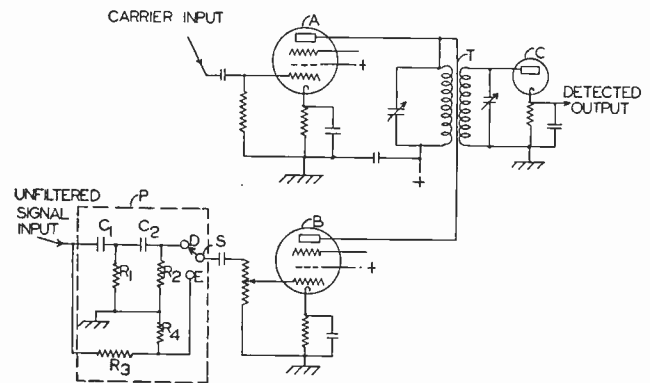 CARRIER INPUT
A
+
T
C
DETECTED
OUTPUT
+
UNFILTERED
SIGNAL
INPUT
P
C1
C2
D
S
R1
R2
E
R4
R3
B
+